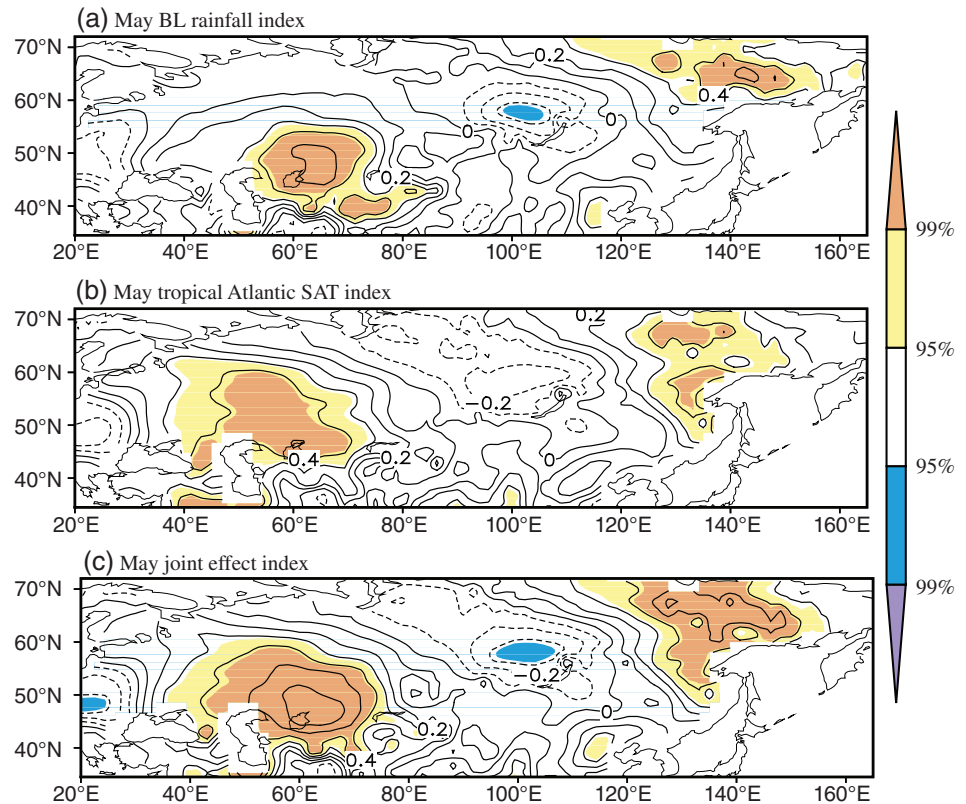 (a) May BL rainfall index
70°N
60°N
50°N
40°N
0.2
0.4
0
0
0.2
20°E 40°E 60°E 80°E 100°E 120°E 140°E 160°E
(b) May tropical Atlantic SAT index
70°N
60°N
50°N
40°N
0.2
−0.2
0.4
0.2
0
20°E 40°E 60°E 80°E 100°E 120°E 140°E 160°E
(c) May joint effect index
70°N
60°N
50°N
40°N
−0.2
0
0.2
0.4
20°E 40°E 60°E 80°E 100°E 120°E 140°E 160°E
99%
95%
95%
99%